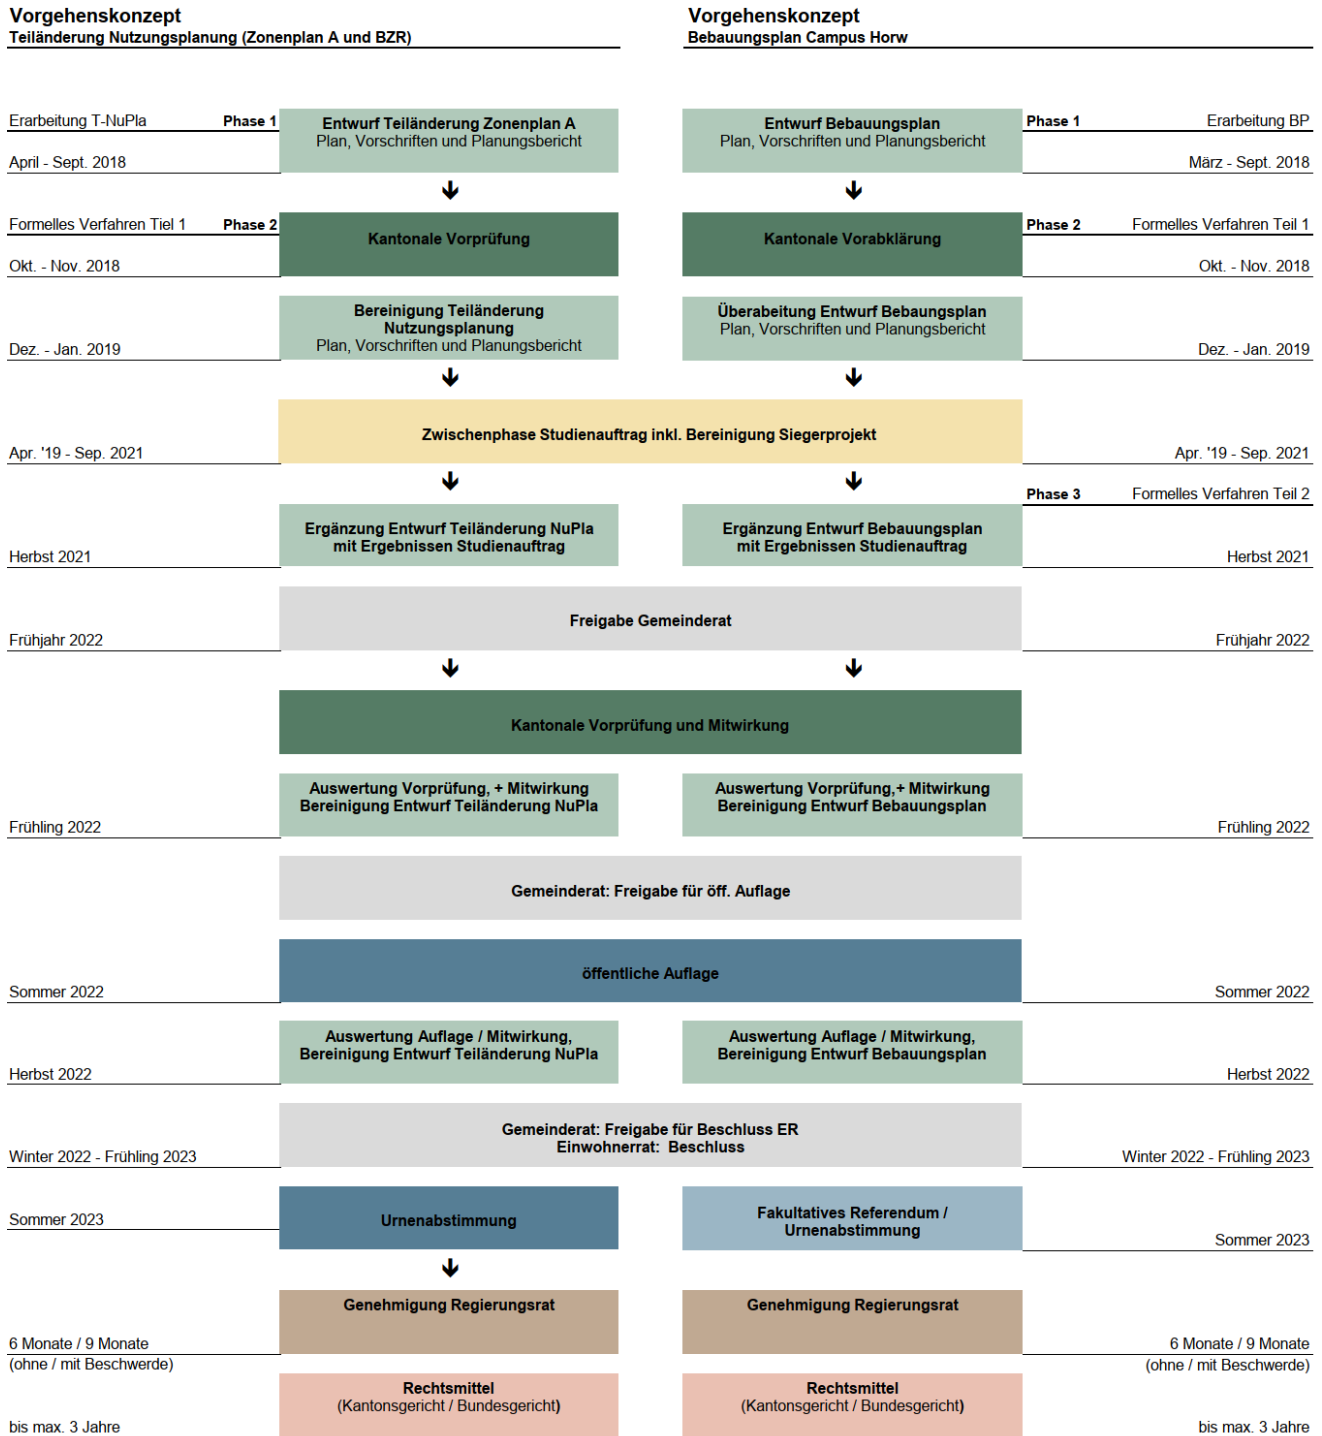 Vorgehenskonzept
Teiländerung Nutzungsplanung (Zonenplan A und BZR)
Vorgehenskonzept
Bebauungsplan Campus Horw
Erarbeitung T-NuPla
Phase 1
Entwurf Teiländerung Zonenplan A
Plan, Vorschriften und Planungsbericht
Entwurf Bebauungsplan
Plan, Vorschriften und Planungsbericht
Phase 1
Erarbeitung BP
April - Sept. 2018
März - Sept. 2018
Formelles Verfahren Tiel 1
Phase 2
Kantonale Vorprüfung
Kantonale Vorabklärung
Phase 2
Formelles Verfahren Teil 1
Okt. - Nov. 2018
Okt. - Nov. 2018
Bereinigung Teiländerung
Nutzungsplanung
Plan, Vorschriften und Planungsbericht
Überabeitung Entwurf Bebaungsplan
Plan, Vorschriften und Planungsbericht
Dez. - Jan. 2019
Dez. - Jan. 2019
Zwischenphase Studienauftrag inkl. Bereinigung Siegerprojekt
Apr. '19 - Sep. 2021
Apr. '19 - Sep. 2021
Phase 3
Formelles Verfahren Teil 2
Ergänzung Entwurf Teiländerung NuPla
mit Ergebnissen Studienauftrag
Ergänzung Entwurf Bebauungsplan
mit Ergebnissen Studienauftrag
Herbst 2021
Herbst 2021
Freigabe Gemeinderat
Frühjahr 2022
Frühjahr 2022
Kantonale Vorprüfung und Mitwirkung
Auswertung Vorprüfung, + Mitwirkung
Bereinigung Entwurf Teiländerung NuPla
Auswertung Vorprüfung,+ Mitwirkung
Bereinigung Entwurf Bebauungsplan
Frühling 2022
Frühling 2022
Gemeinderat: Freigabe für öff. Auflage
öffentliche Auflage
Sommer 2022
Sommer 2022
Auswertung Auflage / Mitwirkung,
Bereinigung Entwurf Teiländerung NuPla
Auswertung Auflage / Mitwirkung,
Bereinigung Entwurf Bebauungsplan
Herbst 2022
Herbst 2022
Gemeinderat: Freigabe für Beschluss ER
Einwohnerrat: Beschluss
Winter 2022 - Frühling 2023
Winter 2022 - Frühling 2023
Sommer 2023
Urnenabstimmung
Fakultatives Referendum /
Urnenabstimmung
Sommer 2023
Genehmigung Regierungsrat
Genehmigung Regierungsrat
6 Monate / 9 Monate
(ohne / mit Beschwerde)
6 Monate / 9 Monate
(ohne / mit Beschwerde)
Rechtsmittel
(Kantonsgericht / Bundesgericht)
Rechtsmittel
(Kantonsgericht / Bundesgericht)
bis max. 3 Jahre
bis max. 3 Jahre